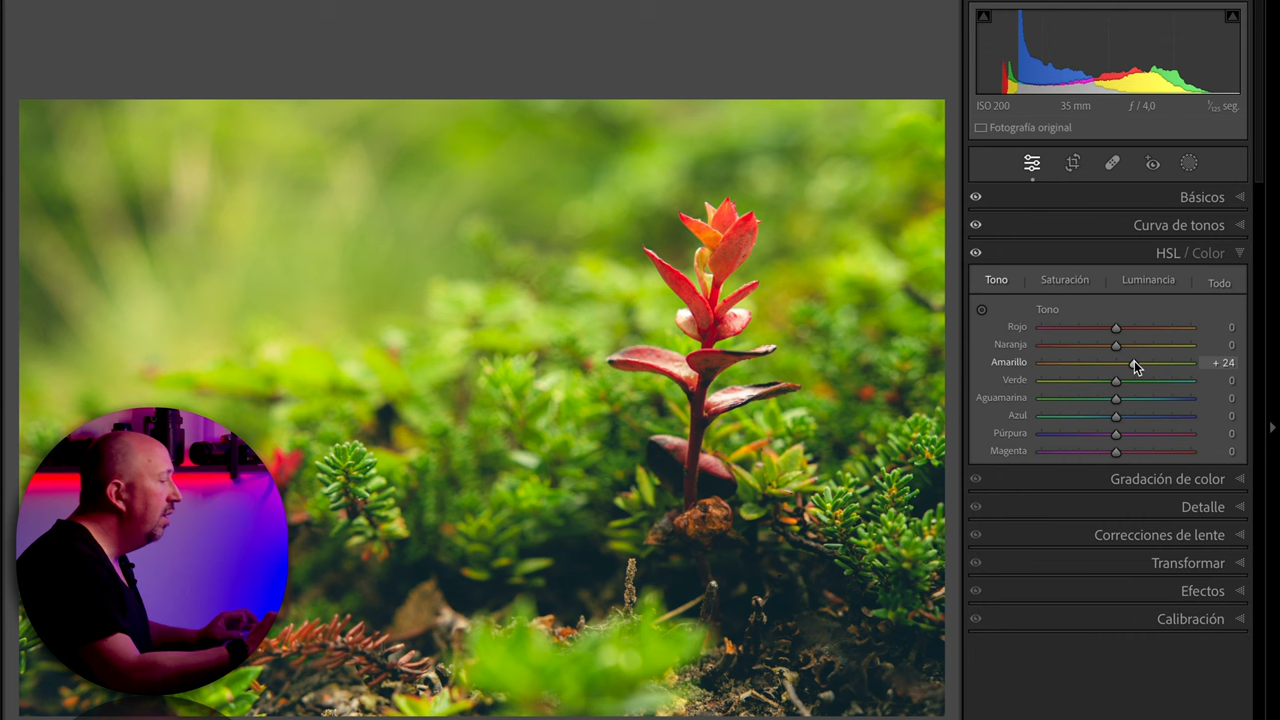 ISO 200 35 mm ƒ / 4,0 1/125 seg.
Fotografía original
Básicos
Curva de tonos
HSL / Color
Tono Saturación Luminancia Todo
Tono
Rojo 0
Naranja 0
Amarillo + 24
Verde 0
Aguamarina 0
Azul 0
Púrpura 0
Magenta 0
Gradación de color
Detalle
Correcciones de lente
Transformar
Efectos
Calibración